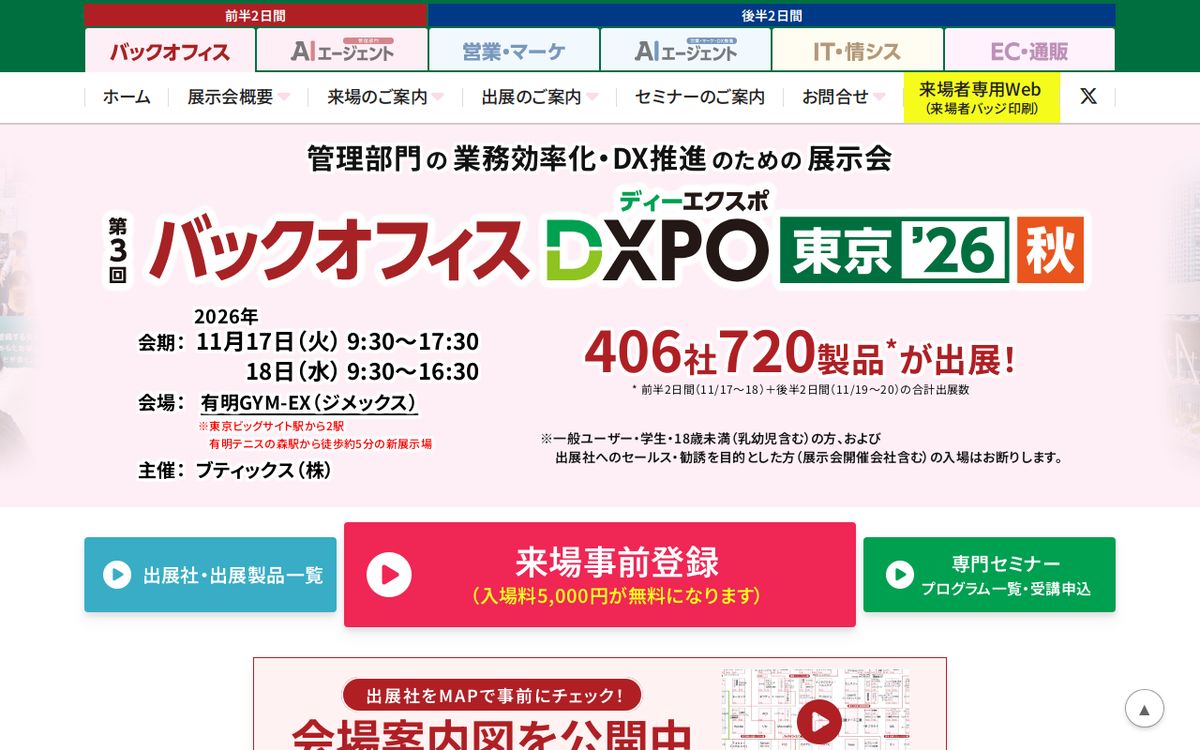 前半2日間
後半2日間
バックオフィス
管理部門
AIエージェント
営業・マーケ
営業・マーケ・DX推進
AIエージェント
IT・情シス
EC・通販
ホーム
展示会概要
来場のご案内
出展のご案内
セミナーのご案内
お問合せ
来場者専用Web
（来場者バッジ印刷）
X
管理部門の業務効率化・DX推進のための展示会
ディーエクスポ
第3回
バックオフィス DXPO 東京 ’26 秋
2026年
会期： 11月17日（火） 9:30～17:30
18日（水） 9:30～16:30
会場： 有明GYM-EX（ジメックス）
※東京ビッグサイト駅から2駅
有明テニスの森駅から徒歩約5分の新展示場
主催： ブティックス（株）
406社720製品*が出展！
* 前半2日間（11/17～18）＋後半2日間（11/19～20）の合計出展数
※一般ユーザー・学生・18歳未満（乳幼児含む）の方、および
出展社へのセールス・勧誘を目的とした方（展示会開催会社含む）の入場はお断りします。
出展社・出展製品一覧
来場事前登録
（入場料5,000円が無料になります）
専門セミナー
プログラム一覧・受講申込
出展社をMAPで事前にチェック！
会場案内図を公開中
▲